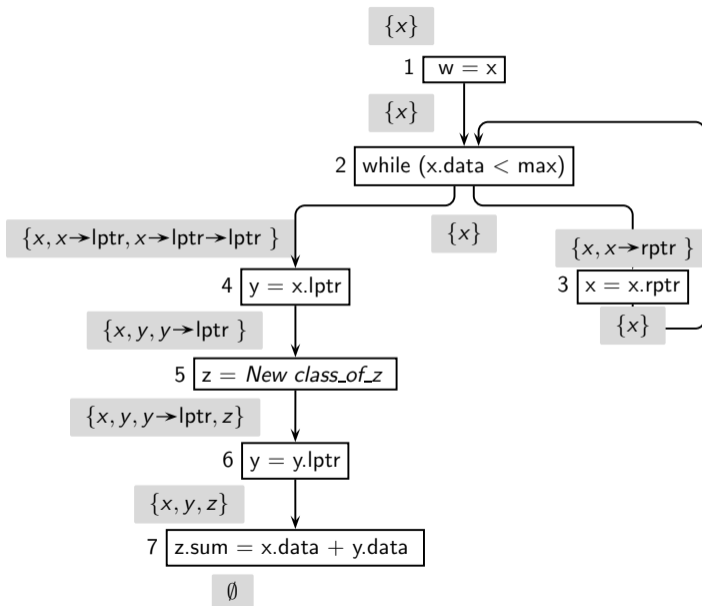 {x}
1 w = x
{x}
2 while (x.data < max)
{x, x→lptr, x→lptr→lptr }
{x}
{x, x→rptr }
4 y = x.lptr
3 x = x.rptr
{x, y, y→lptr }
{x}
5 z = New class_of_z
{x, y, y→lptr, z}
6 y = y.lptr
{x, y, z}
7 z.sum = x.data + y.data
∅